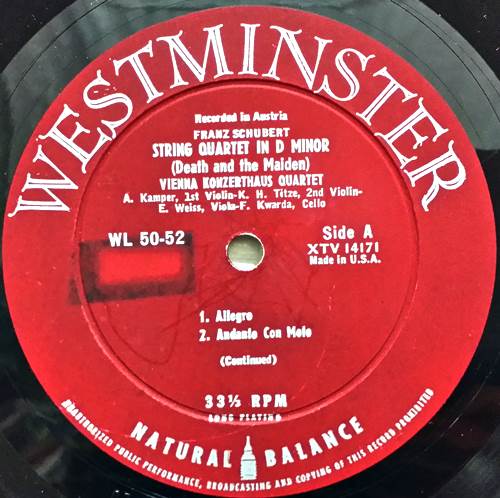 WESTMINSTER
Recorded in Austria
FRANZ SCHUBERT
STRING QUARTET IN D MINOR
(Death and the Maiden)
VIENNA KONZERTHAUS QUARTET
A. Kamper, 1st Violin-K. H. Titze, 2nd Violin-
E. Weiss, Viola-F. Kwarda, Cello
WL 50-52
Side A
XTV 14171
Made in U.S.A.
1. Allegro
2. Andante Con Moto
(Continued)
33⅓ RPM
LONG PLAYING
NATURAL BALANCE
UNAUTHORIZED PUBLIC PERFORMANCE, BROADCASTING AND COPYING OF THIS RECORD PROHIBITED